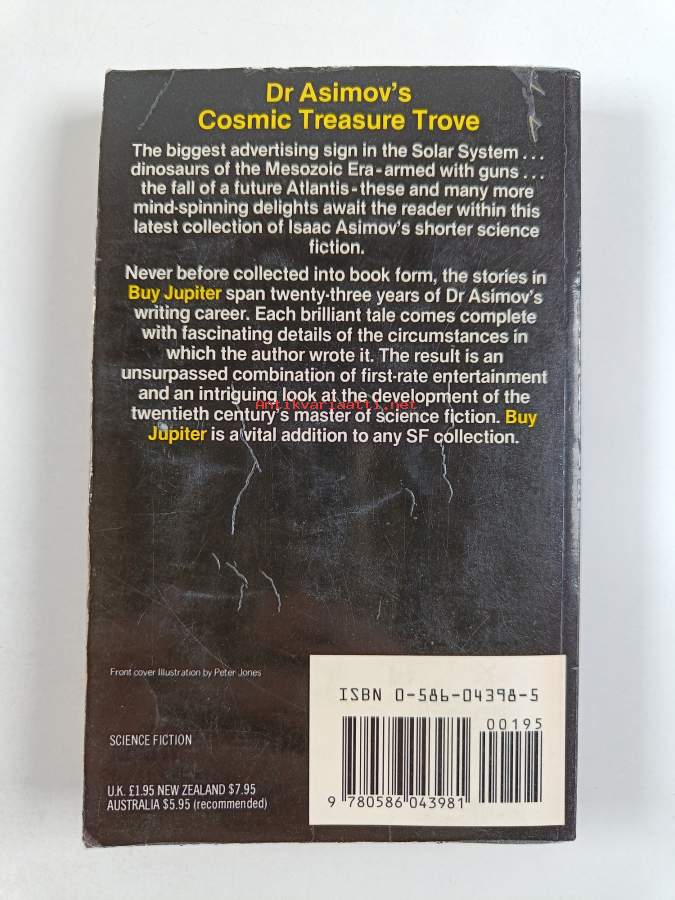 Dr Asimov's
Cosmic Treasure Trove
The biggest advertising sign in the Solar System . . .
dinosaurs of the Mesozoic Era - armed with guns . . .
the fall of a future Atlantis - these and many more
mind-spinning delights await the reader within this
latest collection of Isaac Asimov's shorter science
fiction.
Never before collected into book form, the stories in
Buy Jupiter span twenty-three years of Dr Asimov's
writing career. Each brilliant tale comes complete
with fascinating details of the circumstances in
which the author wrote it. The result is an
unsurpassed combination of first-rate entertainment
and an intriguing look at the development of the
Antikvariaatti.net
twentieth century's master of science fiction. Buy
Jupiter is a vital addition to any SF collection.
Front cover Illustration by Peter Jones
ISBN 0-586-04398-5
00195
SCIENCE FICTION
U.K. £1.95 NEW ZEALAND $7.95
AUSTRALIA $5.95 (recommended)
9 780586 043981